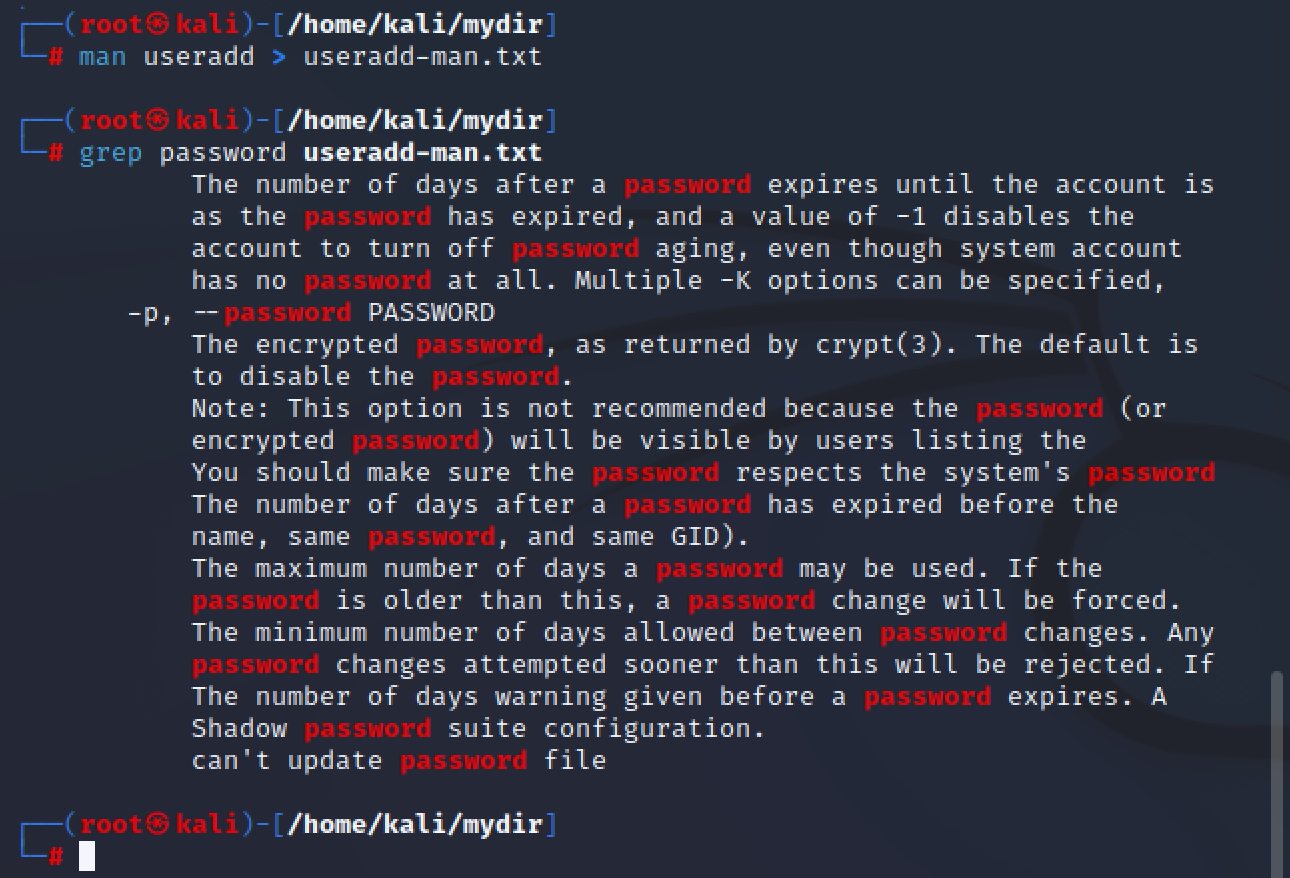 ┌──(root㉿kali)-[/home/kali/mydir]
└─# man useradd > useradd-man.txt
┌──(root㉿kali)-[/home/kali/mydir]
└─# grep password useradd-man.txt
The number of days after a password expires until the account is
as the password has expired, and a value of -1 disables the
account to turn off password aging, even though system account
has no password at all. Multiple -K options can be specified,
-p, --password PASSWORD
The encrypted password, as returned by crypt(3). The default is
to disable the password.
Note: This option is not recommended because the password (or
encrypted password) will be visible by users listing the
You should make sure the password respects the system's password
The number of days after a password has expired before the
name, same password, and same GID).
The maximum number of days a password may be used. If the
password is older than this, a password change will be forced.
The minimum number of days allowed between password changes. Any
password changes attempted sooner than this will be rejected. If
The number of days warning given before a password expires. A
Shadow password suite configuration.
can't update password file
┌──(root㉿kali)-[/home/kali/mydir]
└─#